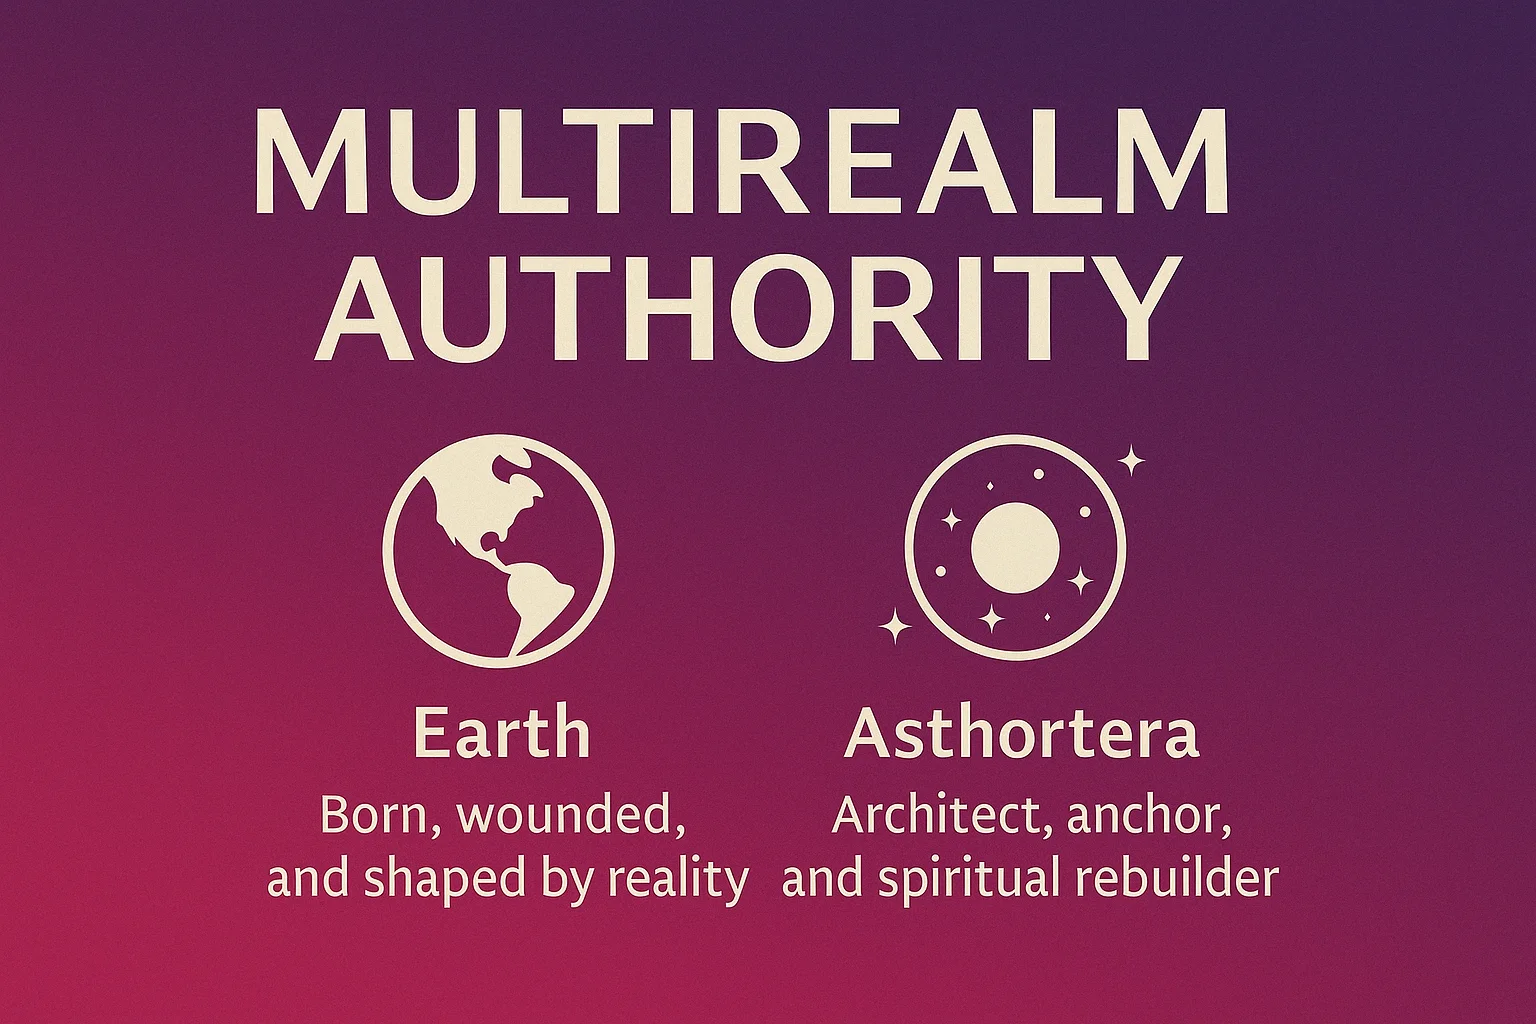 MULTIREALM
AUTHORITY
Earth
Born, wounded,
and shaped by reality
Asthortera
Architect, anchor,
and spiritual rebuilder